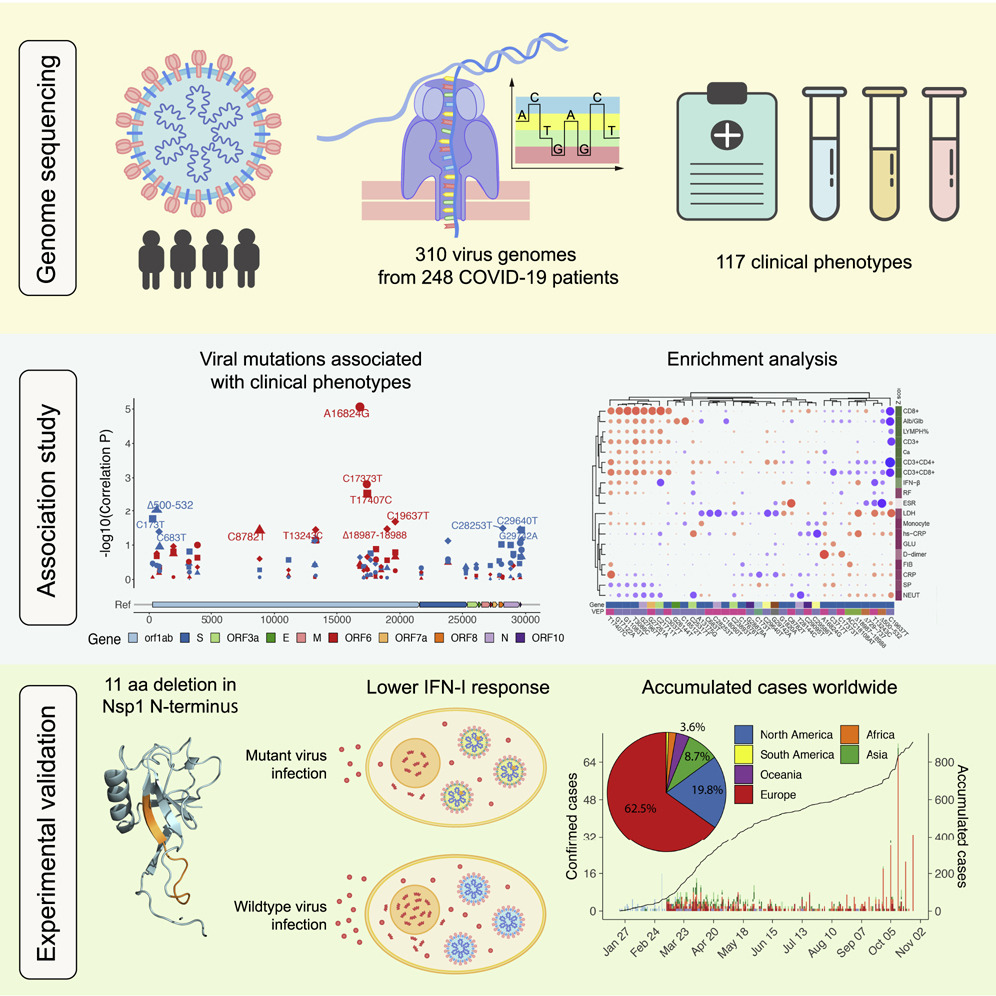 Genome sequencing
A
C
T
G
A
G
C
T
310 virus genomes
from 248 COVID-19 patients
117 clinical phenotypes
Association study
Viral mutations associated
with clinical phenotypes
-log10(Correlation P)
5
4
3
2
1
0
A16824G
C17373T
T17407C
C19637T
Δ500-532
C173T
C683T
C8782T
T13243C
Δ18987-18988
C28253T
C29640T
G29742A
Ref
0
5000
10000
15000
20000
25000
30000
Gene
orf1ab
S
ORF3a
E
M
ORF6
ORF7a
ORF8
N
ORF10
Enrichment analysis
CD8+
Alb/Glb
LYMPH%
CD3+
Ca
CD3+CD4+
CD3+CD8+
IFN-β
RF
ESR
LDH
Monocyte
hs-CRP
GLU
D-dimer
FiB
CRP
SP
NEUT
Gene
VEP
Experimental validation
11 aa deletion in
Nsp1 N-terminus
Lower IFN-I response
Mutant virus
infection
Wildtype virus
infection
Accumulated cases worldwide
3.6%
8.7%
19.8%
62.5%
North America
South America
Oceania
Europe
Africa
Asia
Confirmed cases
64
48
32
16
0
Accumulated cases
800
600
400
200
0
Jan 27
Feb 24
Mar 23
Apr 20
May 18
Jun 15
Jul 13
Aug 10
Sep 07
Oct 05
Nov 02